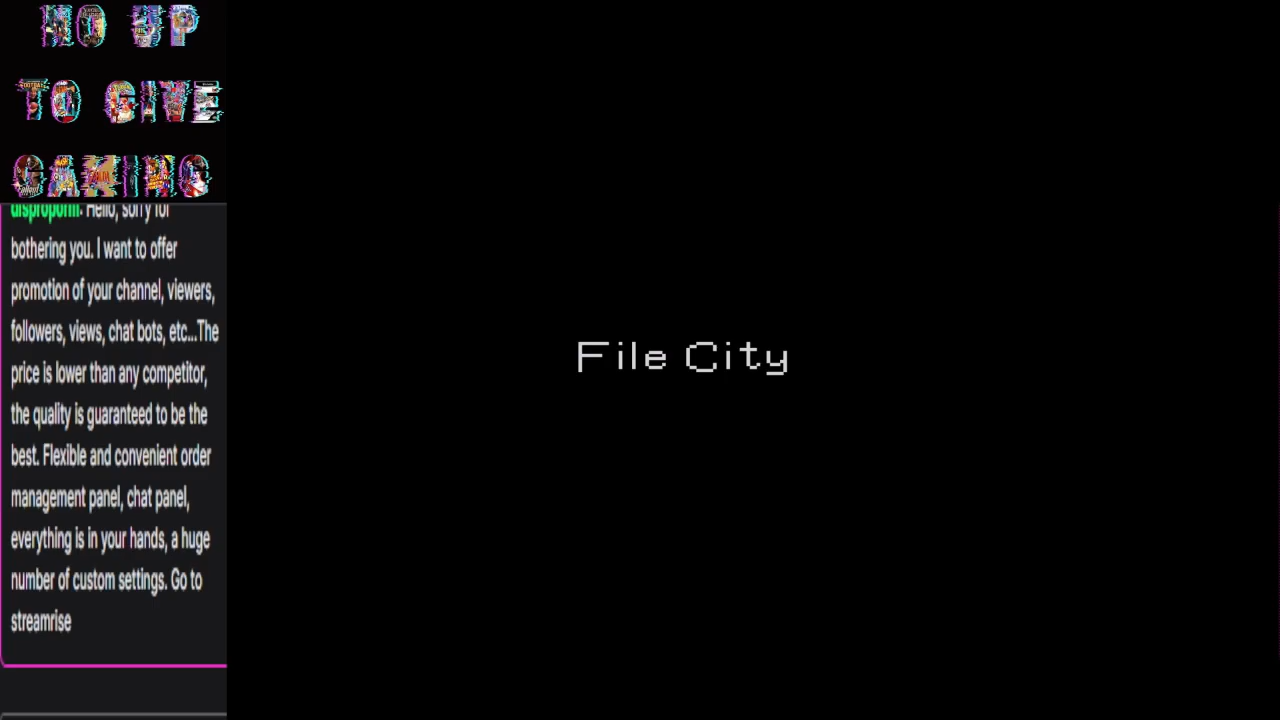 NO UP
TO GIVE
GAMING
Hello, sorry for
bothering you. I want to offer
promotion of your channel, viewers,
followers, views, chat bots, etc...The
price is lower than any competitor,
the quality is guaranteed to be the
best. Flexible and convenient order
management panel, chat panel,
everything is in your hands, a huge
number of custom settings. Go to
streamrise
File City